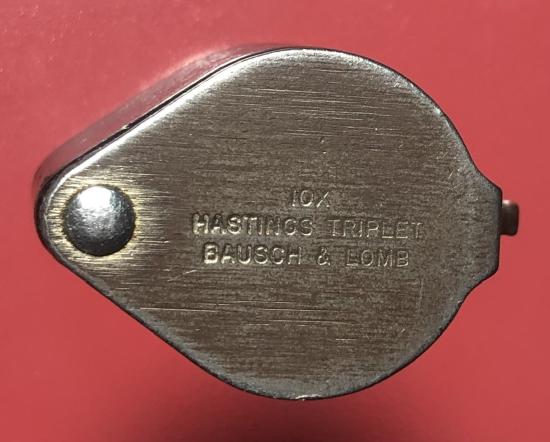 10X
HASTINGS TRIPLET
BAUSCH & LOMB